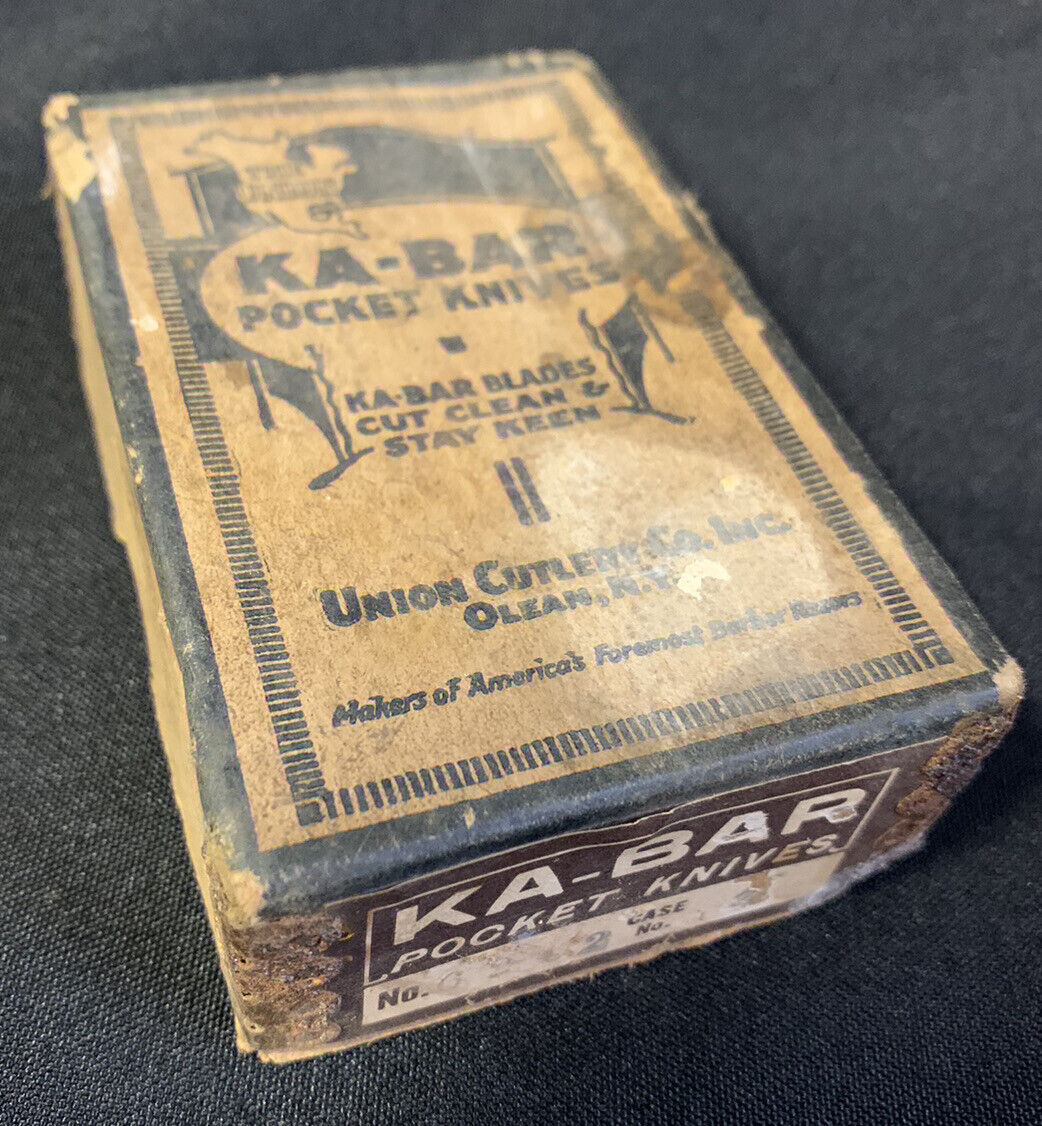 KA-BAR
POCKET KNIVES
KA-BAR BLADES
CUT CLEAN &
STAY KEEN
UNION CUTLERY CO. INC.
OLEAN, N.Y.
Makers of America's Foremost Barber Razors
KA-BAR
POCKET KNIVES
No. CASE No.